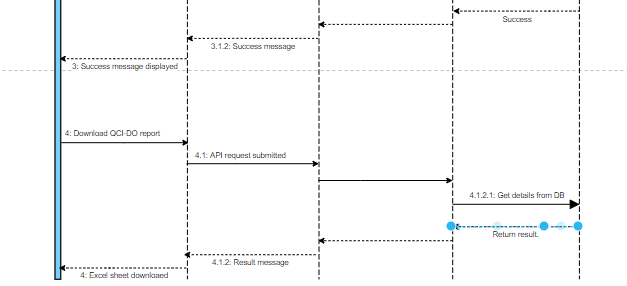 Success
3.1.2: Success message
3: Success message displayed
4: Download QCI-DO report
4.1: API request submitted
4.1.2.1: Get details from DB
Return result.
4.1.2: Result message
4: Excel sheet downloaed